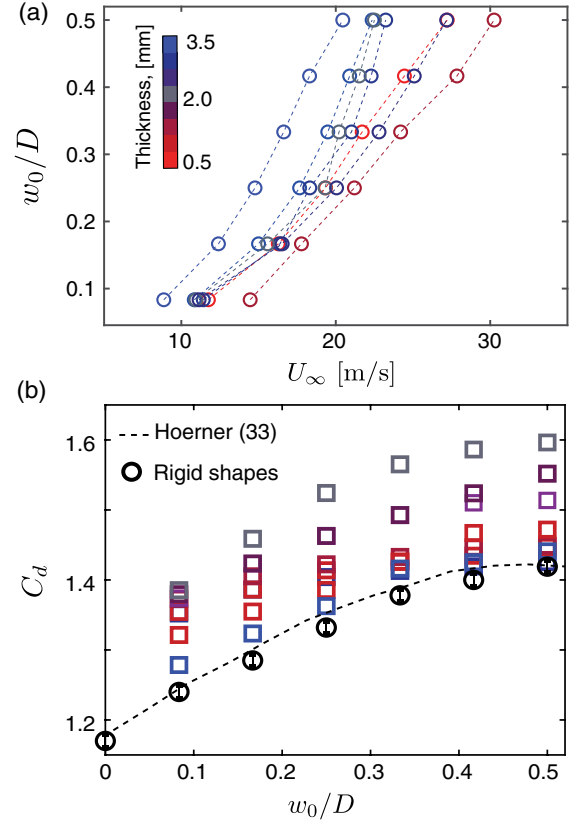 (a)
0.5
0.4
0.3
0.2
0.1
w₀/D
Thickness, [mm]
3.5
2.0
0.5
10 20 30
U∞ [m/s]
(b)
1.6
1.4
1.2
C_d
Hoerner (33)
Rigid shapes
0 0.1 0.2 0.3 0.4 0.5
w₀/D